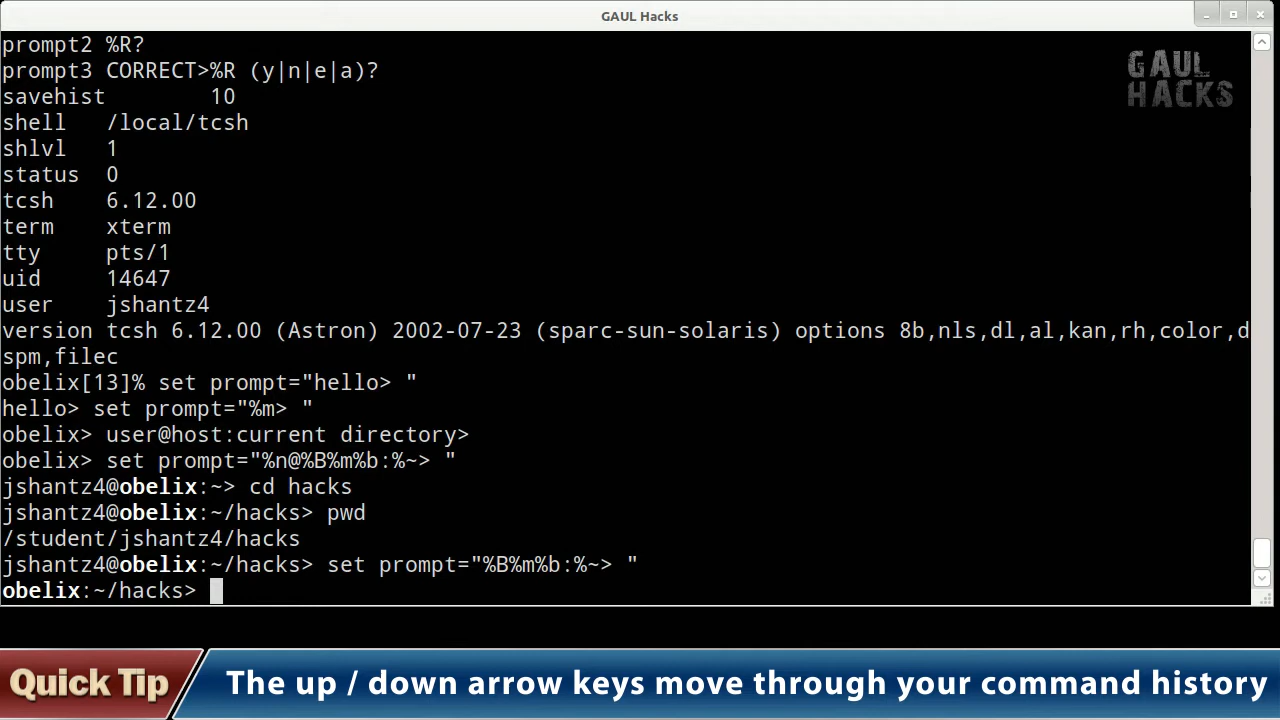 GAUL Hacks
prompt2 %R?
prompt3 CORRECT>%R (y|n|e|a)?
savehist        10
shell   /local/tcsh
shlvl   1
status  0
tcsh    6.12.00
term    xterm
tty     pts/1
uid     14647
user    jshantz4
version tcsh 6.12.00 (Astron) 2002-07-23 (sparc-sun-solaris) options 8b,nls,dl,al,kan,rh,color,d
spm,filec
obelix[13]% set prompt="hello> "
hello> set prompt="%m> "
obelix> user@host:current directory>
obelix> set prompt="%n@%B%m%b:%~> "
jshantz4@obelix:~> cd hacks
jshantz4@obelix:~/hacks> pwd
/student/jshantz4/hacks
jshantz4@obelix:~/hacks> set prompt="%B%m%b:%~> "
obelix:~/hacks>
GAUL
HACKS
Quick Tip
The up / down arrow keys move through your command history